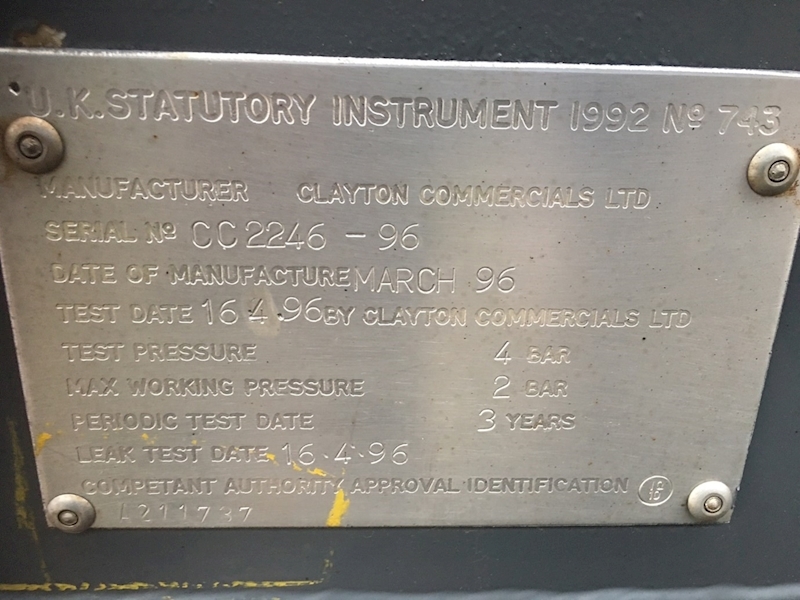 U.K. STATUTORY INSTRUMENT 1992 Nº 743
MANUFACTURER CLAYTON COMMERCIALS LTD
SERIAL Nº CC2246 - 96
DATE OF MANUFACTURE MARCH 96
TEST DATE 16 4 96 BY CLAYTON COMMERCIALS LTD
TEST PRESSURE 4 BAR
MAX WORKING PRESSURE 2 BAR
PERIODIC TEST DATE 3 YEARS
LEAK TEST DATE 16.4.96
COMPETANT AUTHORITY APPROVAL IDENTIFICATION